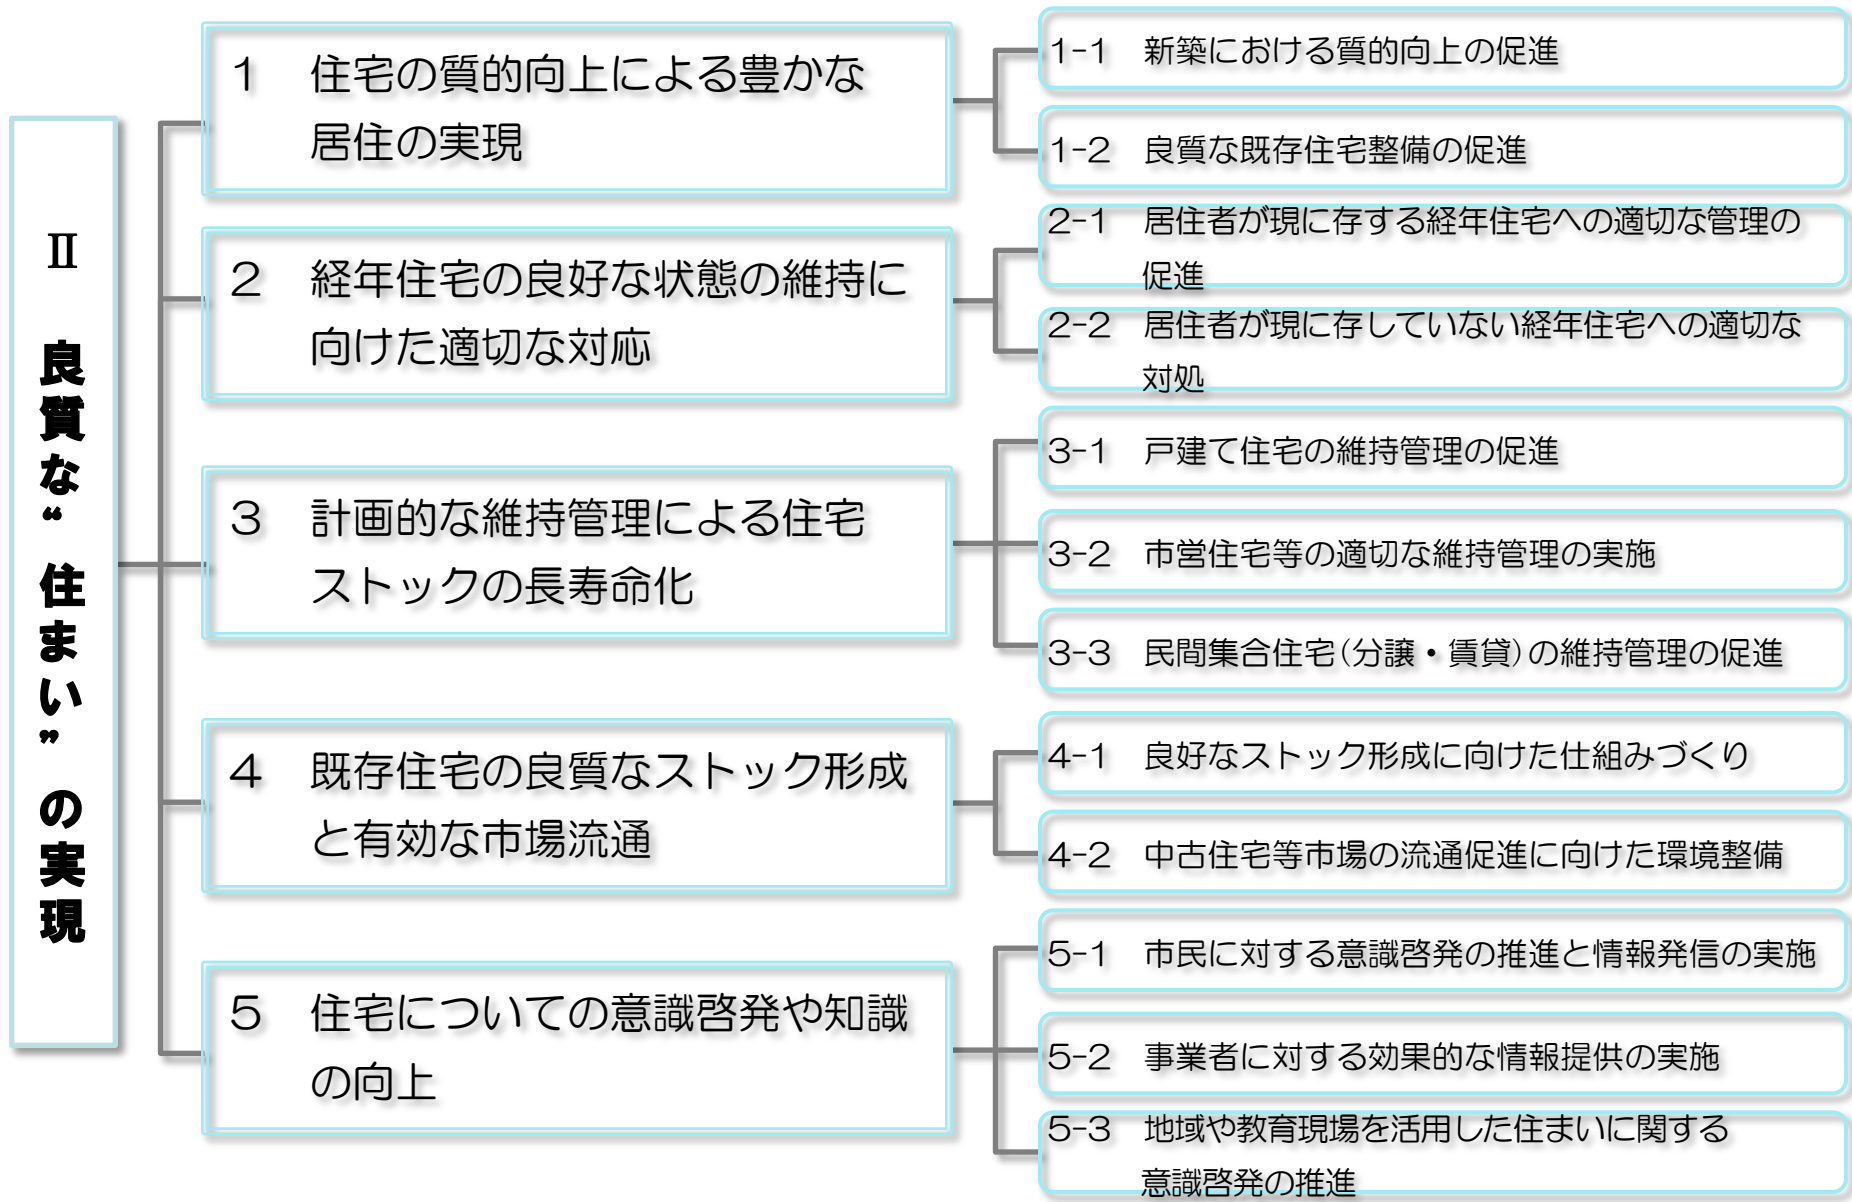 Ⅱ 良質な“住まい”の実現
1 住宅の質的向上による豊かな
居住の実現
1-1 新築における質的向上の促進
1-2 良質な既存住宅整備の促進
2 経年住宅の良好な状態の維持に
向けた適切な対応
2-1 居住者が現に存する経年住宅への適切な管理の
促進
2-2 居住者が現に存していない経年住宅への適切な
対処
3 計画的な維持管理による住宅
ストックの長寿命化
3-1 戸建て住宅の維持管理の促進
3-2 市営住宅等の適切な維持管理の実施
3-3 民間集合住宅(分譲・賃貸)の維持管理の促進
4 既存住宅の良質なストック形成
と有効な市場流通
4-1 良好なストック形成に向けた仕組みづくり
4-2 中古住宅等市場の流通促進に向けた環境整備
5 住宅についての意識啓発や知識
の向上
5-1 市民に対する意識啓発の推進と情報発信の実施
5-2 事業者に対する効果的な情報提供の実施
5-3 地域や教育現場を活用した住まいに関する
意識啓発の推進